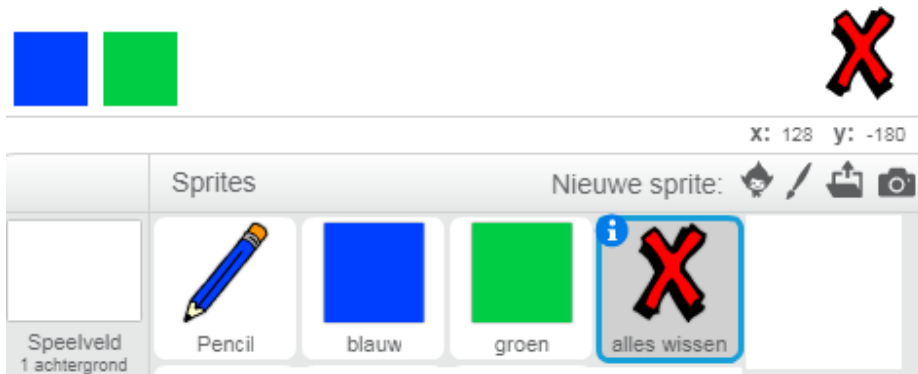 x: 128 y: -180
Sprites Nieuwe sprite:
Pencil blauw groen alles wissen
Speelveld
1 achtergrond